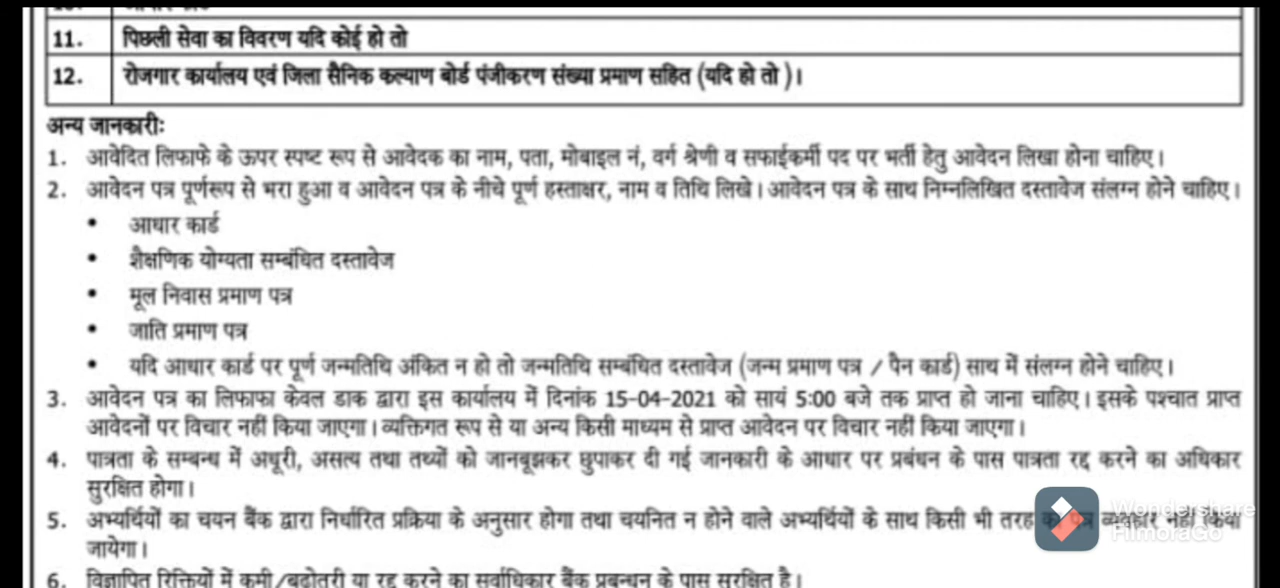 11. पिछली सेवा का विवरण यदि कोई हो तो
12. रोजगार कार्यालय एवं जिला सैनिक कल्याण बोर्ड पंजीकरण संख्या प्रमाण सहित (यदि हो तो )।
अन्य जानकारीः
1. आवेदित लिफाफे के ऊपर स्पष्ट रूप से आवेदक का नाम, पता, मोबाइल नं, वर्ग श्रेणी व सफाईकर्मी पद पर भर्ती हेतु आवेदन लिखा होना चाहिए।
2. आवेदन पत्र पूर्णरूप से भरा हुआ व आवेदन पत्र के नीचे पूर्ण हस्ताक्षर, नाम व तिथि लिखे। आवेदन पत्र के साथ निम्नलिखित दस्तावेज संलग्न होने चाहिए।
• आधार कार्ड
• शैक्षणिक योग्यता सम्बंधित दस्तावेज
• मूल निवास प्रमाण पत्र
• जाति प्रमाण पत्र
• यदि आधार कार्ड पर पूर्ण जन्मतिथि अंकित न हो तो जन्मतिथि सम्बंधित दस्तावेज (जन्म प्रमाण पत्र / पैन कार्ड) साथ में संलग्न होने चाहिए।
3. आवेदन पत्र का लिफाफा केवल डाक द्वारा इस कार्यालय में दिनांक 15-04-2021 को सायं 5:00 बजे तक प्राप्त हो जाना चाहिए। इसके पश्चात प्राप्त
आवेदनों पर विचार नहीं किया जाएगा। व्यक्तिगत रूप से या अन्य किसी माध्यम से प्राप्त आवेदन पर विचार नहीं किया जाएगा।
4. पात्रता के सम्बन्ध में अधूरी, असत्य तथा तथ्यों को जानबूझकर छुपाकर दी गई जानकारी के आधार पर प्रबंधन के पास पात्रता रद्द करने का अधिकार
सुरक्षित होगा।
5. अभ्यर्थियों का चयन बैंक द्वारा निर्धारित प्रक्रिया के अनुसार होगा तथा चयनित न होने वाले अभ्यर्थियों के साथ किसी भी तरह का पत्र व्यवहार नहीं किया
जायेगा।
6. विज्ञापित रिक्तियों में कमी/बढोतरी या रद्द करने का सर्वाधिकार बैंक प्रबन्धन के पास सुरक्षित है।
Wondershare
FilmoraGo